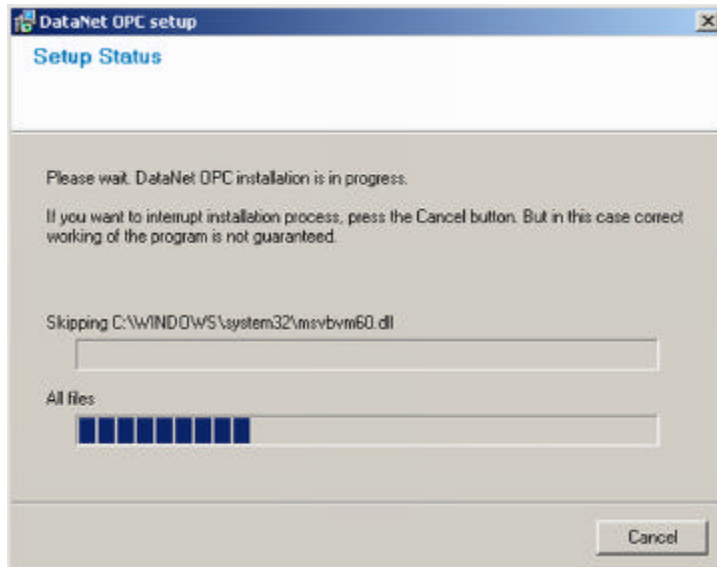 DataNet OPC setup
Setup Status
Please wait. DataNet OPC installation is in progress.
If you want to interrupt installation process, press the Cancel button. But in this case correct
working of the program is not guaranteed.
Skipping C:\WINDOWS\system32\msvbvm60.dll
All files
Cancel